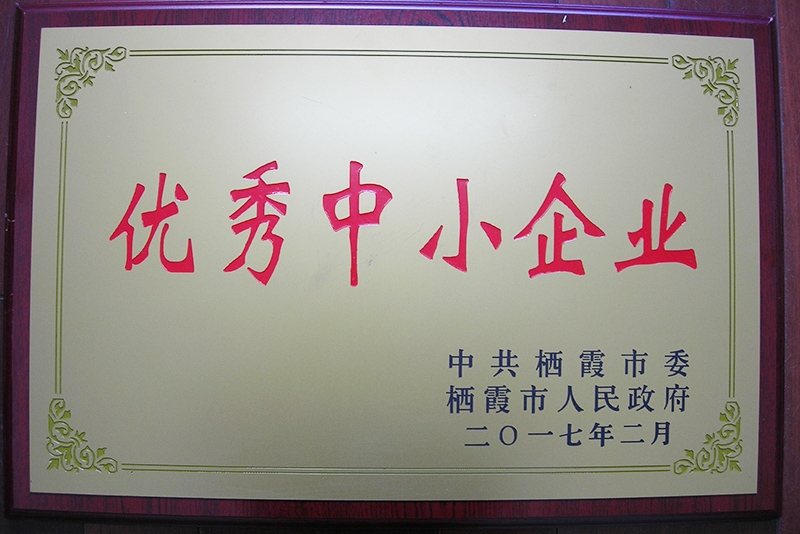 优秀中小企业
中共栖霞市委
栖霞市人民政府
二〇一七年二月